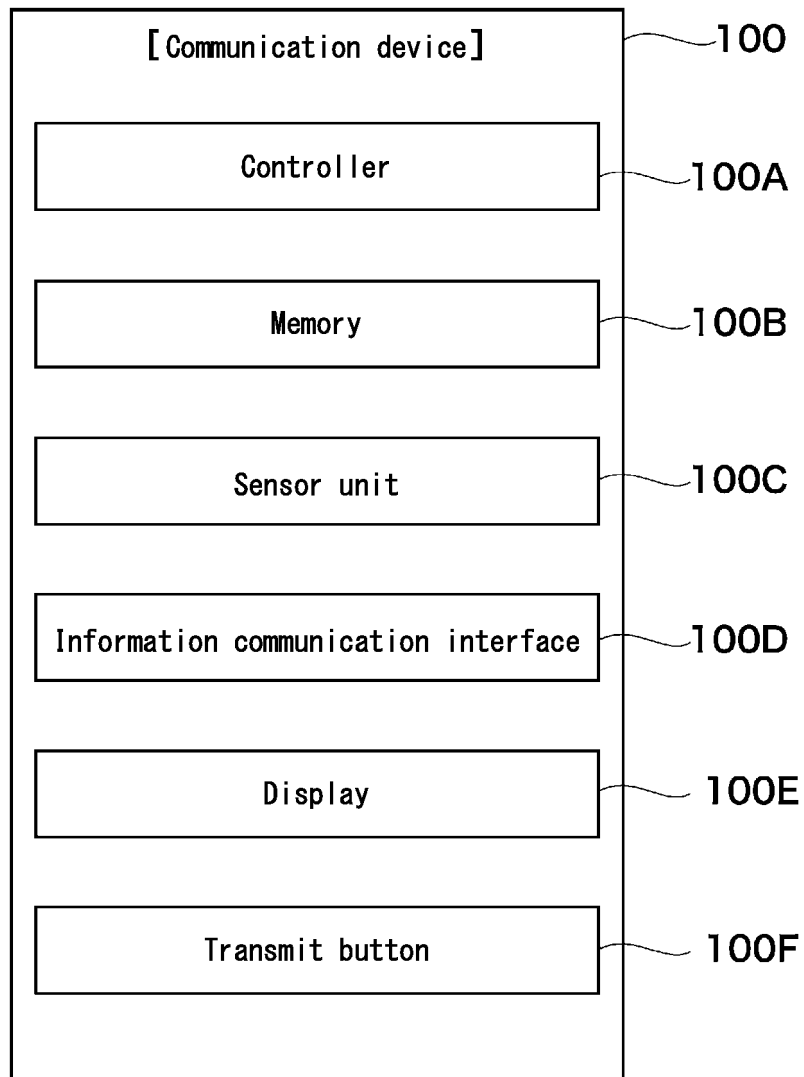 [Communication device] 100
Controller 100A
Memory 100B
Sensor unit 100C
Information communication interface 100D
Display 100E
Transmit button 100F